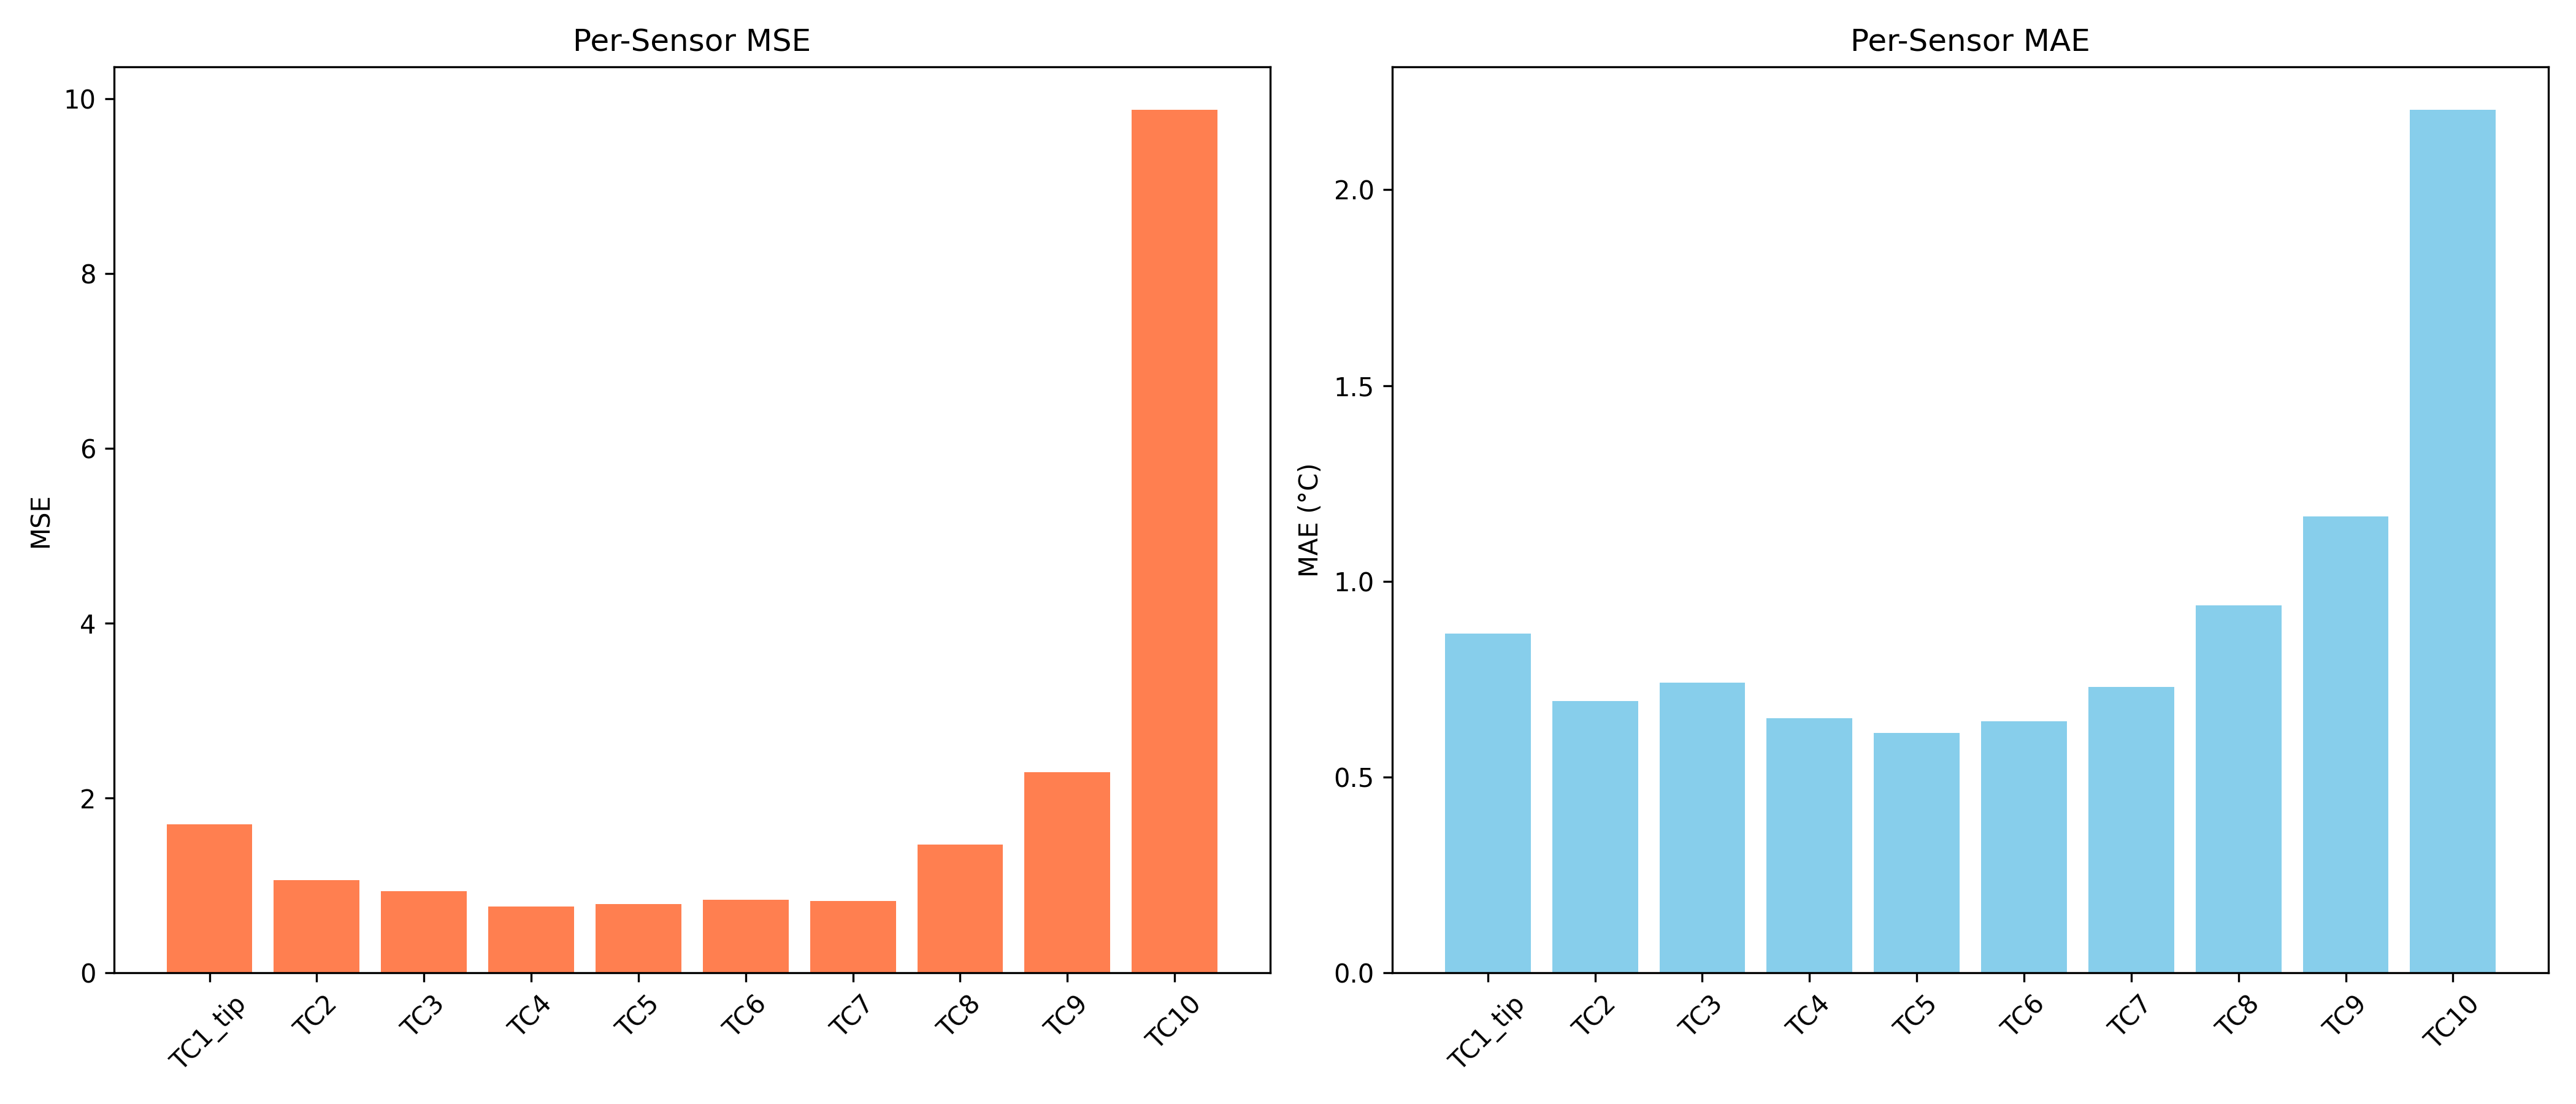 Per-Sensor MSE
MSE
10
8
6
4
2
0
TC1_tip
TC2
TC3
TC4
TC5
TC6
TC7
TC8
TC9
TC10
Per-Sensor MAE
MAE (°C)
2.0
1.5
1.0
0.5
0.0
TC1_tip
TC2
TC3
TC4
TC5
TC6
TC7
TC8
TC9
TC10